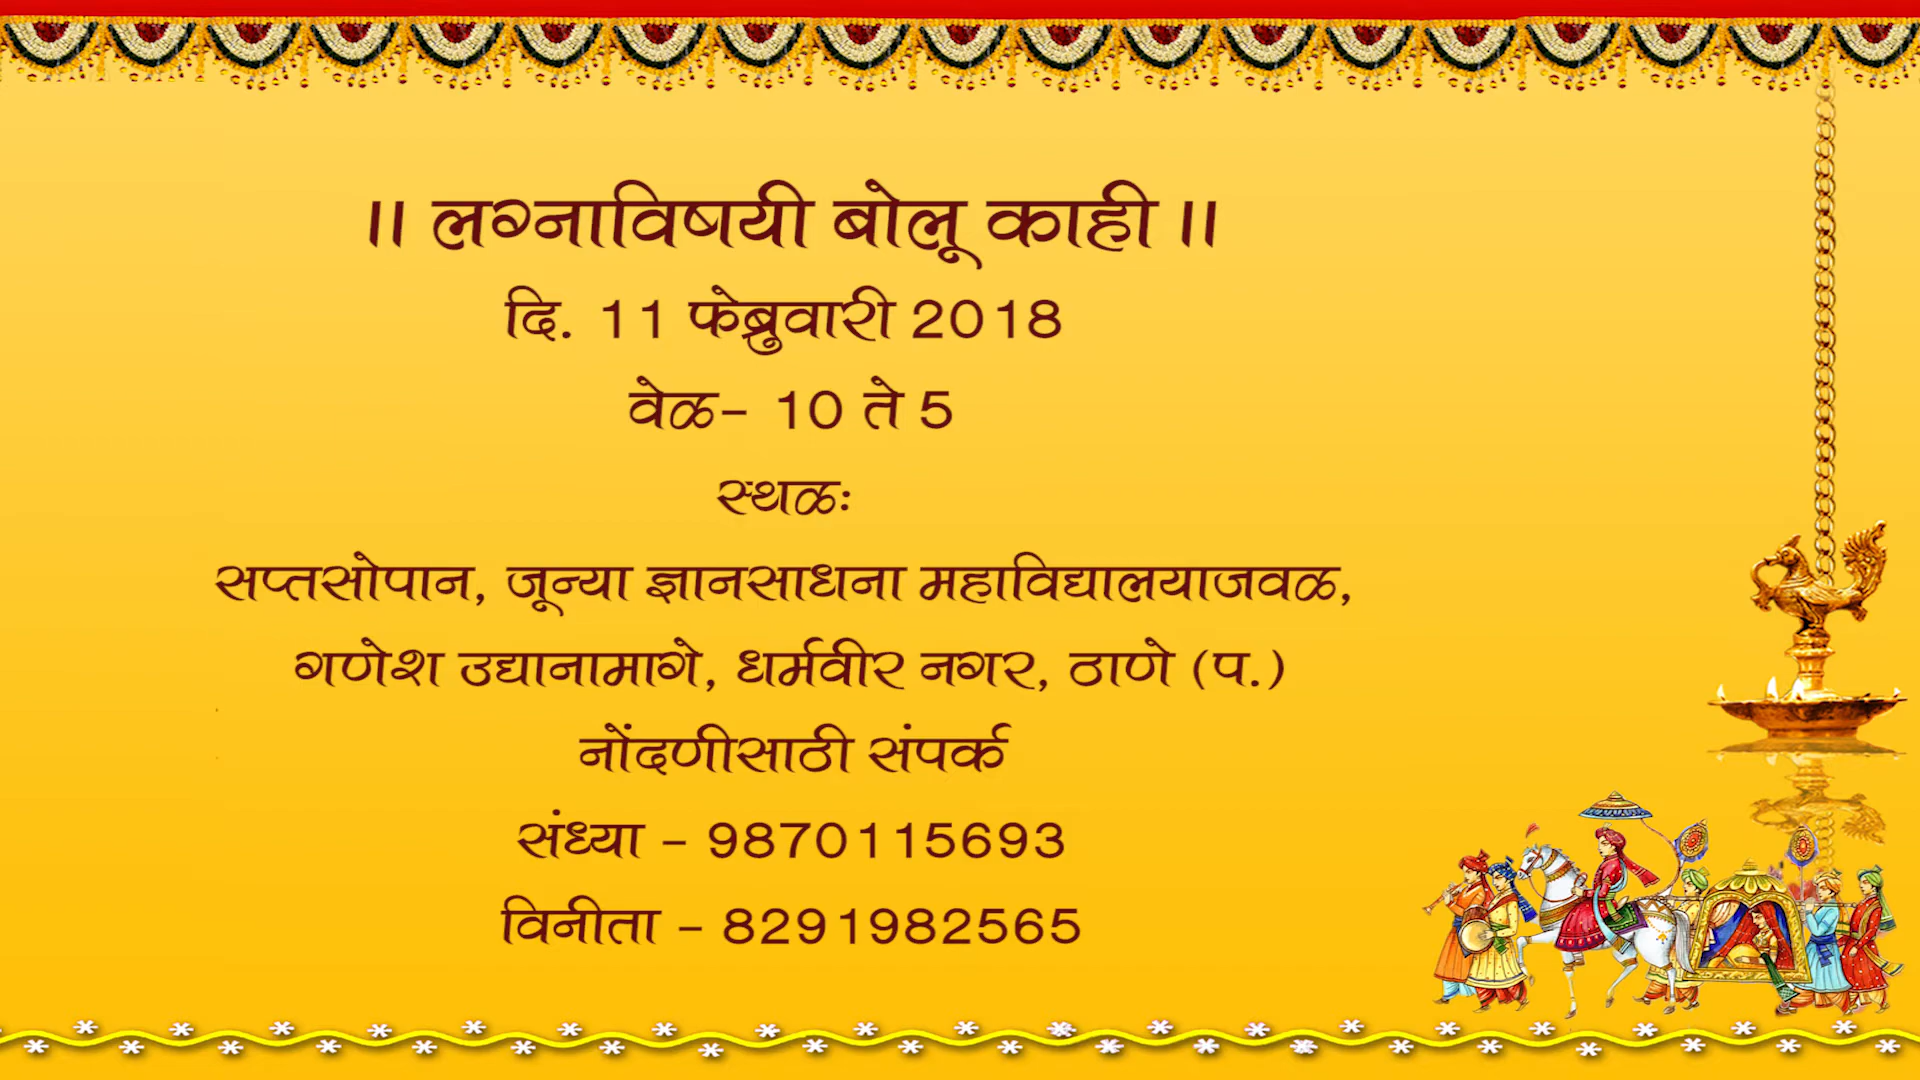 ॥ लग्नाविषयी बोलू काही ॥
दि. 11 फेब्रुवारी 2018
वेळ- 10 ते 5
स्थळः
सप्तसोपान, जून्या ज्ञानसाधना महाविद्यालयाजवळ,
गणेश उद्यानामागे, धर्मवीर नगर, ठाणे (प.)
नोंदणीसाठी संपर्क
संध्या - 9870115693
विनीता - 8291982565